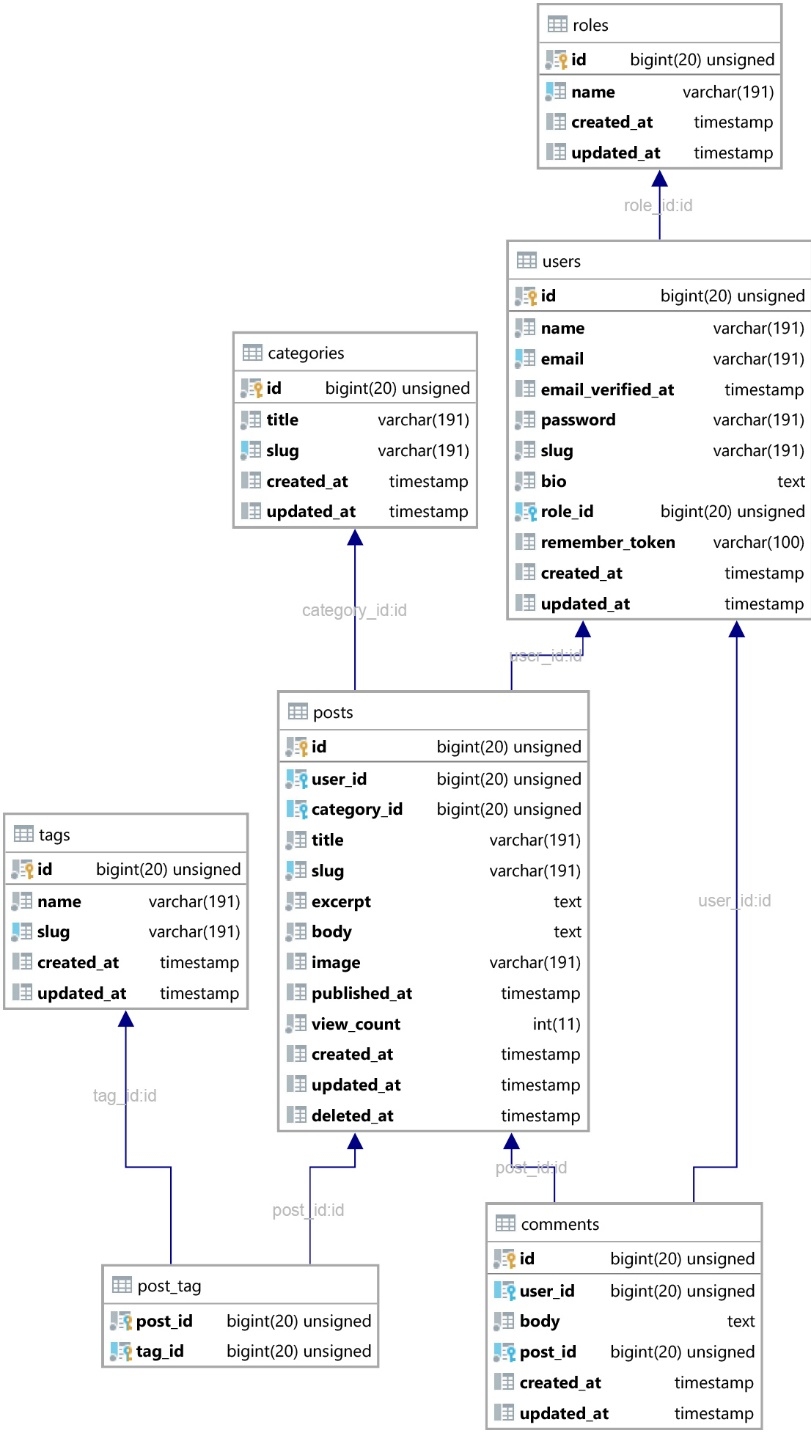 roles
id bigint(20) unsigned
name varchar(191)
created_at timestamp
updated_at timestamp
role_id:id
users
id bigint(20) unsigned
name varchar(191)
email varchar(191)
email_verified_at timestamp
password varchar(191)
slug varchar(191)
bio text
role_id bigint(20) unsigned
remember_token varchar(100)
created_at timestamp
updated_at timestamp
categories
id bigint(20) unsigned
title varchar(191)
slug varchar(191)
created_at timestamp
updated_at timestamp
category_id:id
user_id:id
posts
id bigint(20) unsigned
user_id bigint(20) unsigned
category_id bigint(20) unsigned
title varchar(191)
slug varchar(191)
excerpt text
body text
image varchar(191)
published_at timestamp
view_count int(11)
created_at timestamp
updated_at timestamp
deleted_at timestamp
tags
id bigint(20) unsigned
name varchar(191)
slug varchar(191)
created_at timestamp
updated_at timestamp
user_id:id
tag_id:id
post_id:id
post_id:id
post_tag
post_id bigint(20) unsigned
tag_id bigint(20) unsigned
comments
id bigint(20) unsigned
user_id bigint(20) unsigned
body text
post_id bigint(20) unsigned
created_at timestamp
updated_at timestamp